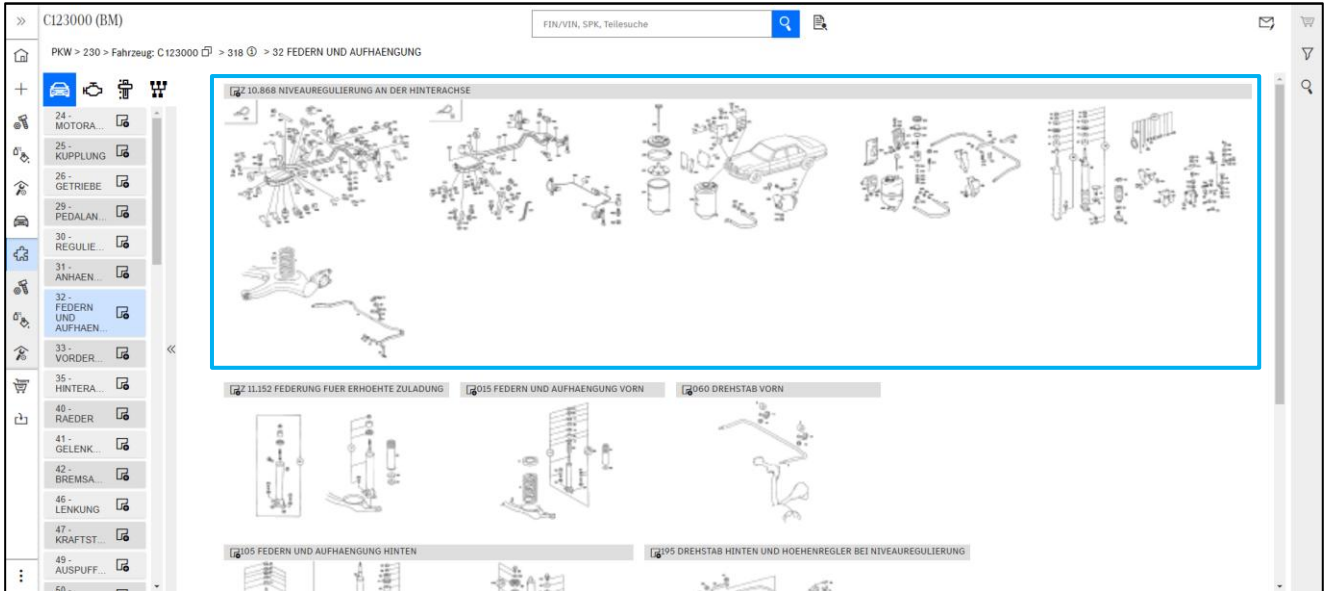 C123000 (BM)
FIN/VIN, SPK, Teilesuche
PKW > 230 > Fahrzeug: C123000 > 318 > 32 FEDERN UND AUFHAENGUNG
24 -
MOTORA...
25 -
KUPPLUNG
26 -
GETRIEBE
29 -
PEDALAN...
30 -
REGULIE...
31 -
ANHAEN...
32 -
FEDERN
UND
AUFHAEN...
33 -
VORDER...
35 -
HINTERA...
40 -
RAEDER
41 -
GELENK...
42 -
BREMSA...
46 -
LENKUNG
47 -
KRAFTST...
49 -
AUSPUFF...
50 -
Z 10.868 NIVEAUREGULIERUNG AN DER HINTERACHSE
Z 11.152 FEDERUNG FUER ERHOEHTE ZULADUNG
015 FEDERN UND AUFHAENGUNG VORN
060 DREHSTAB VORN
105 FEDERN UND AUFHAENGUNG HINTEN
195 DREHSTAB HINTEN UND HOEHENREGLER BEI NIVEAUREGULIERUNG